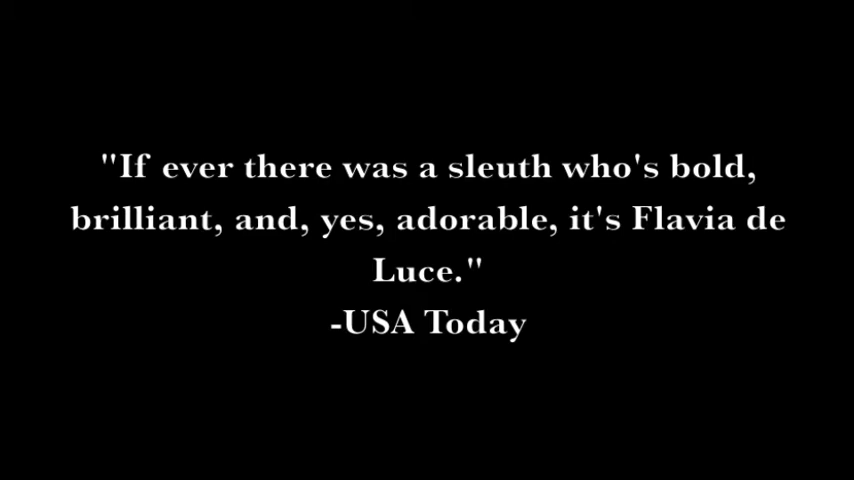 "If ever there was a sleuth who's bold,
brilliant, and, yes, adorable, it's Flavia de
Luce."
-USA Today